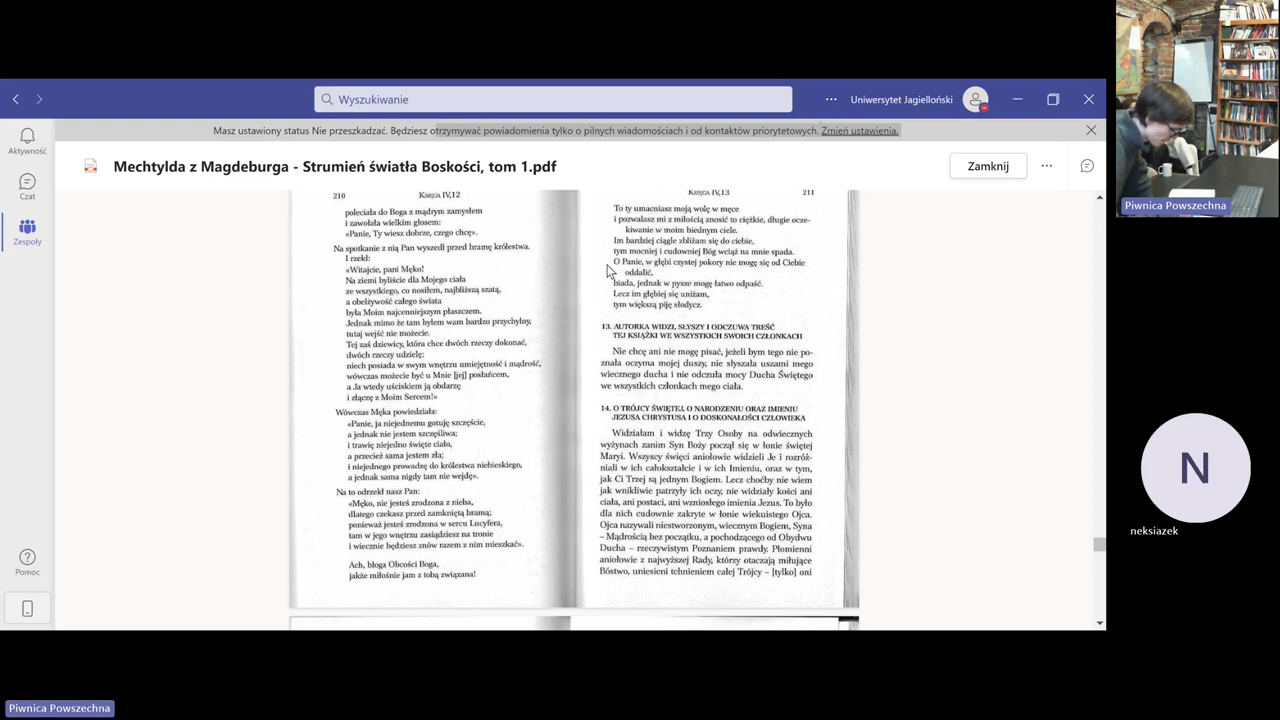 Wyszukiwanie
Uniwersytet Jagielloński
Masz ustawiony status Nie przeszkadzać. Będziesz otrzymywać powiadomienia tylko o pilnych wiadomościach i od kontaktów priorytetowych. Zmień ustawienia.
Aktywność
Czat
Zespoły
Pomoc
Mechtylda z Magdeburga - Strumień światła Boskości, tom 1.pdf
Zamknij
210 KSIĘGA IV,12
poleciała do Boga z mądrym zamysłem
i zawołała wielkim głosem:
«Panie, Ty wiesz dobrze, czego chcę».
Na spotkanie z nią Pan wyszedł przed bramę królestwa.
I rzekł:
«Witajcie, pani Męko!
Na ziemi byliście dla Mojego ciała
ze wszystkiego, co nosiłem, najbliższą szatą,
a obelżywość całego świata
była Moim najcenniejszym płaszczem.
Jednak mimo że tam byłem wam bardzo przychylny,
tutaj wejść nie możecie.
Tej zaś dziewicy, która chce dwóch rzeczy dokonać,
dwóch rzeczy udzielę:
niech posiada w swym wnętrzu umiejętność i mądrość,
wówczas możecie być u Mnie [jej] posłańcem,
a Ja wtedy uściskiem ją obdarzę
i złączę z Moim Sercem!»
Wówczas Męka powiedziała:
«Panie, ja niejednemu gotuję szczęście,
a jednak nie jestem szczęśliwa;
i trawię niejedno święte ciało,
a przecież sama jestem zła;
i niejednego prowadzę do królestwa niebieskiego,
a jednak sama nigdy tam nie wejdę».
Na to odrzekł nasz Pan:
«Męko, nie jesteś zrodzona z nieba,
dlatego czekasz przed zamkniętą bramą;
ponieważ jesteś zrodzona w sercu Lucyfera,
tam w jego wnętrzu zasiądziesz na tronie
i wiecznie będziesz znów razem z nim mieszkać».
Ach, błoga Obcości Boga,
jakże miłośnie jam z tobą związana!
KSIĘGA IV,13 211
To ty umacniasz moją wolę w męce
i pozwalasz mi z miłością znosić to ciężkie, długie ocze-
kiwanie w moim biednym ciele.
Im bardziej ciągle zbliżam się do ciebie,
tym mocniej i cudowniej Bóg wciąż na mnie spada.
O Panie, w głębi czystej pokory nie mogę się od Ciebie
oddalić,
biada, jednak w pysze mogę łatwo odpaść.
Lecz im głębiej się uniżam,
tym większą piję słodycz.
13. AUTORKA WIDZI, SŁYSZY I ODCZUWA TREŚĆ
TEJ KSIĄŻKI WE WSZYSTKICH SWOICH CZŁONKACH
Nie chcę ani nie mogę pisać, jeżeli bym tego nie po-
znała oczyma mojej duszy, nie słyszała uszami mego
wiecznego ducha i nie odczuła mocy Ducha Świętego
we wszystkich członkach mego ciała.
14. O TRÓJCY ŚWIĘTEJ, O NARODZENIU ORAZ IMIENIU
JEZUSA CHRYSTUSA I O DOSKONAŁOŚCI CZŁOWIEKA
Widziałam i widzę Trzy Osoby na odwiecznych
wyżynach zanim Syn Boży począł się w łonie świętej
Maryi. Wszyscy święci aniołowie widzieli Je i rozróż-
niali w ich całokształcie i w ich Imieniu, oraz w tym,
jak Ci Trzej są jednym Bogiem. Lecz choćby nie wiem
jak wnikliwie patrzyły ich oczy, nie widziały kości ani
ciała, ani postaci, ani wzniosłego imienia Jezus. To było
dla nich cudownie zakryte w łonie wiekuistego Ojca.
Ojca nazywali niestworzonym, wiecznym Bogiem, Syna
– Mądrością bez początku, a pochodzącego od Obydwu
Ducha – rzeczywistym Poznaniem prawdy. Płomienni
aniołowie z najwyższej Rady, którzy otaczają miłujące
Bóstwo, uniesieni tchnieniem całej Trójcy – [tylko] oni
Piwnica Powszechna
N
neksiazek
Piwnica Powszechna